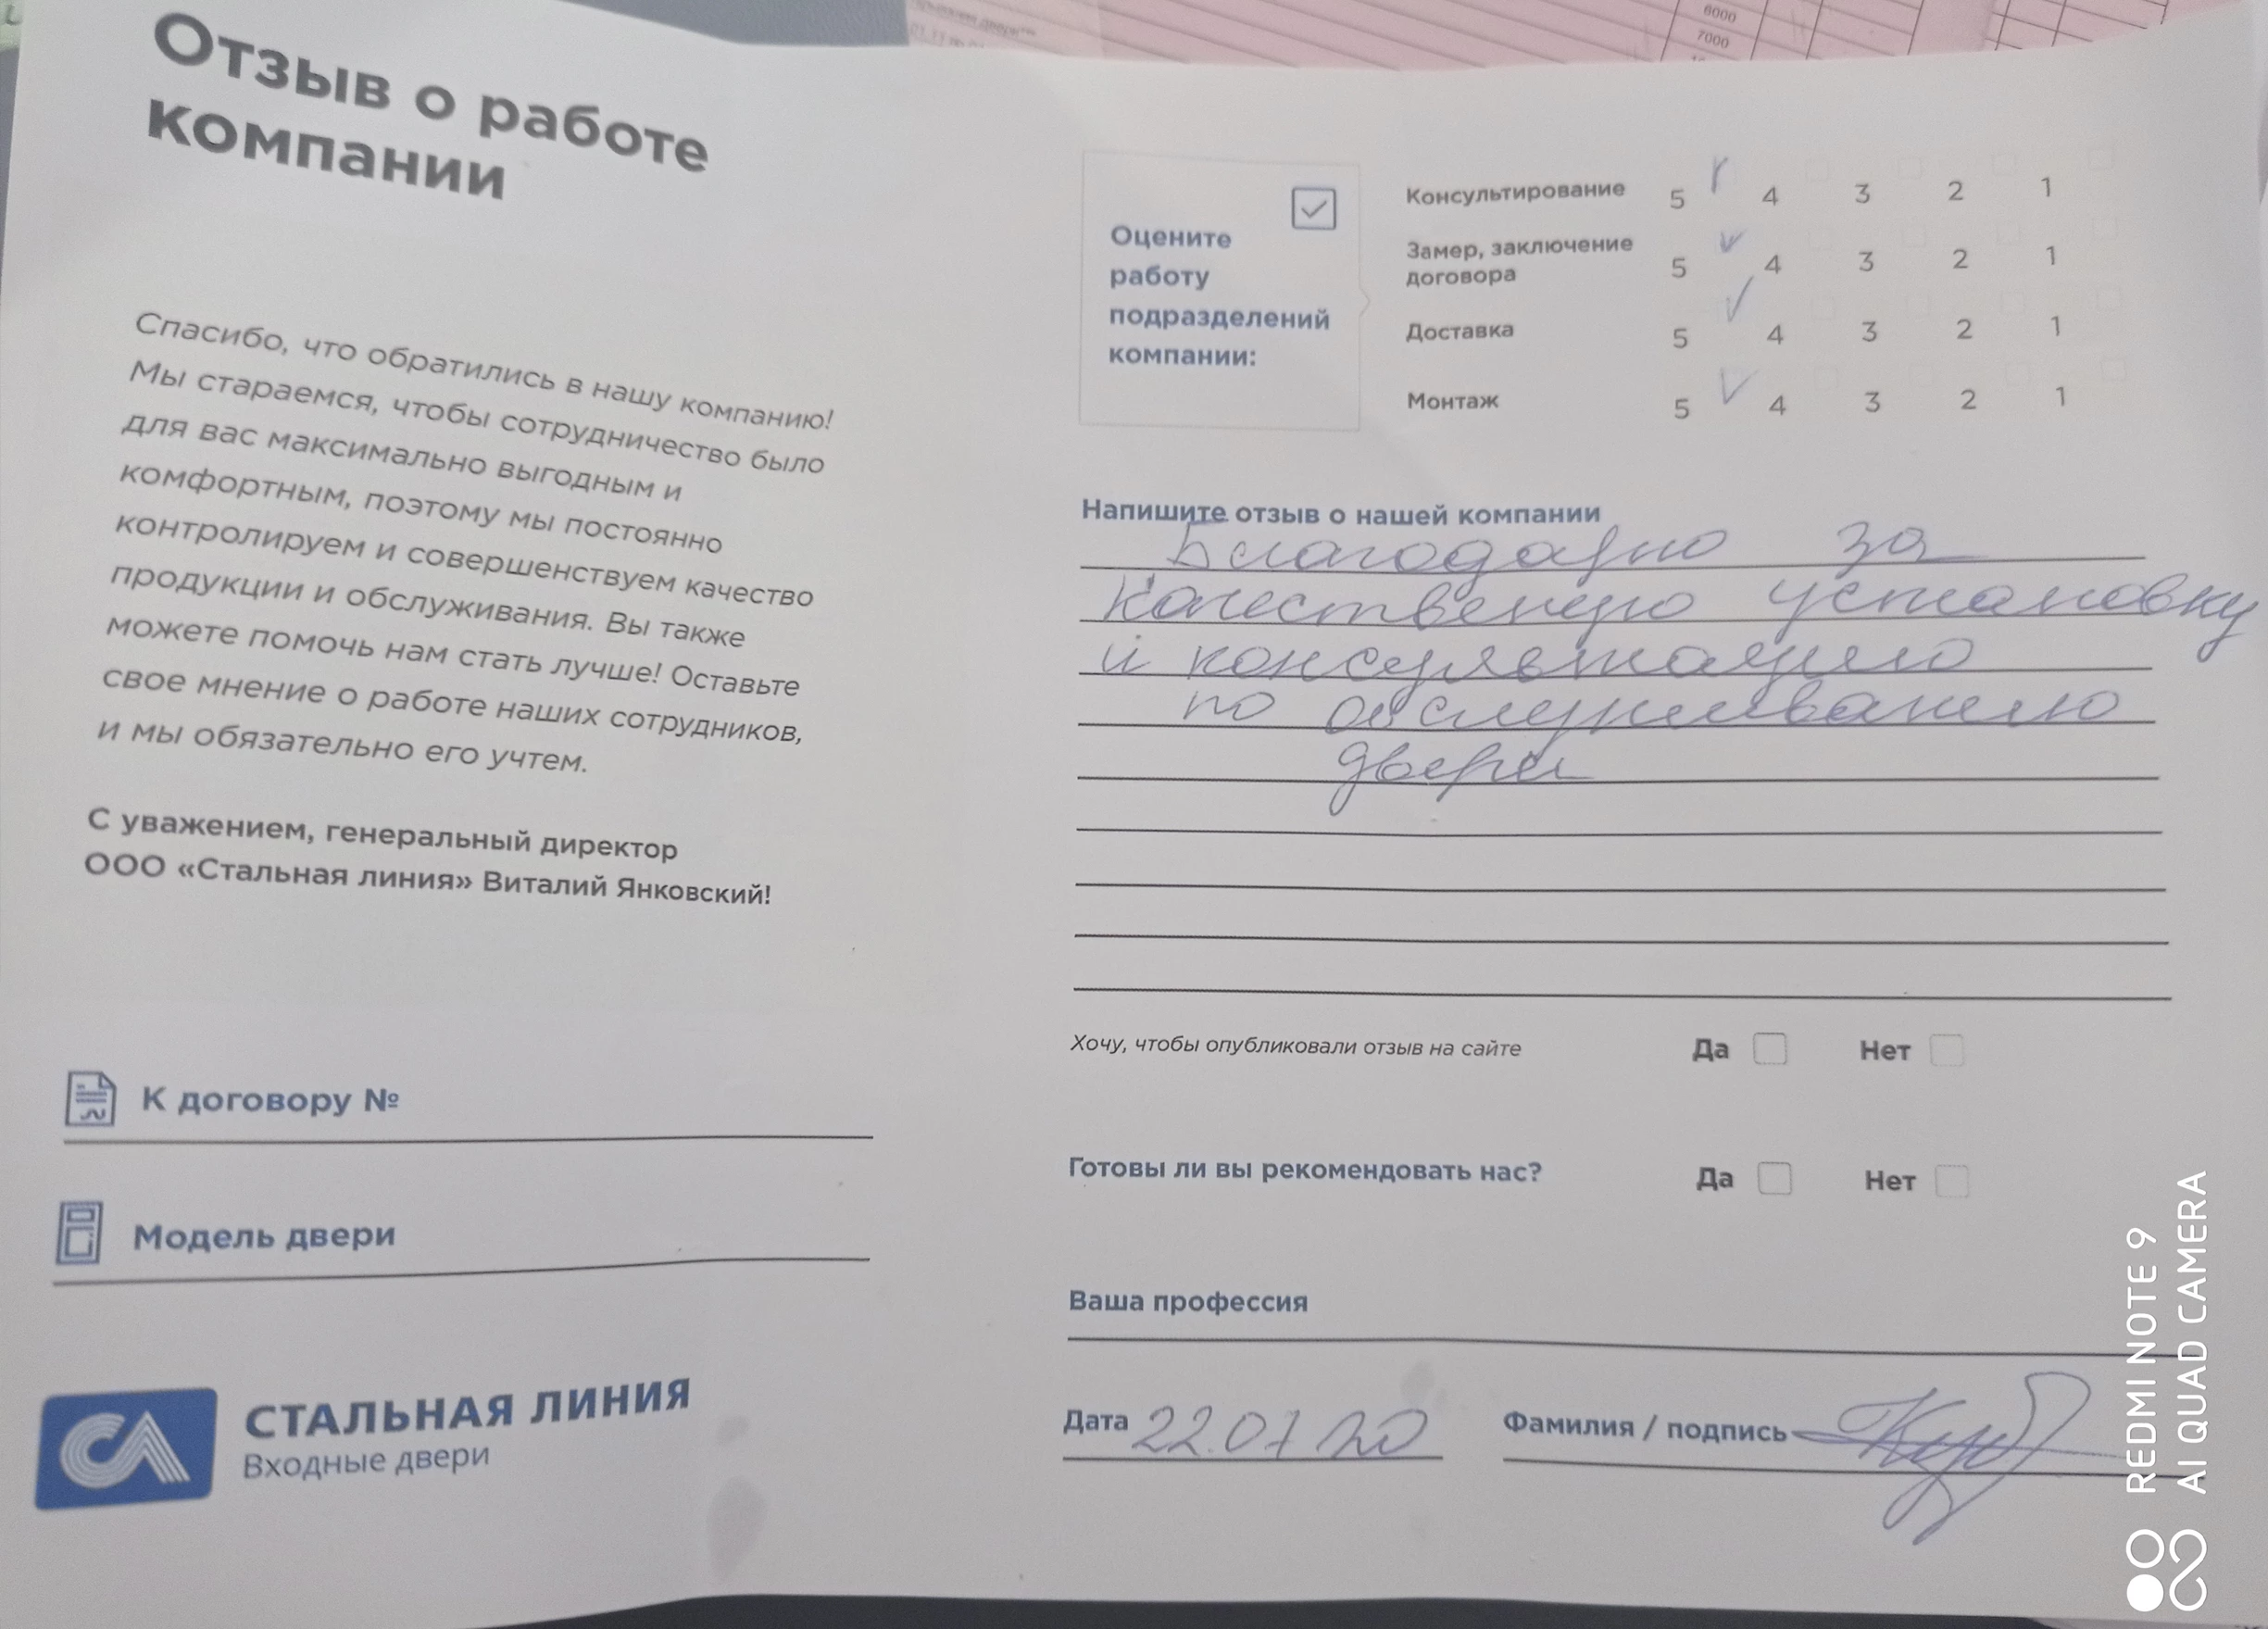 Отзыв о работе
компании
Спасибо, что обратились в нашу компанию!
Мы стараемся, чтобы сотрудничество было
для вас максимально выгодным и
комфортным, поэтому мы постоянно
контролируем и совершенствуем качество
продукции и обслуживания. Вы также
можете помочь нам стать лучше! Оставьте
свое мнение о работе наших сотрудников,
и мы обязательно его учтем.
С уважением, генеральный директор
ООО «Стальная линия» Виталий Янковский!
К договору №
Модель двери
СТАЛЬНАЯ ЛИНИЯ
Входные двери
Оцените
работу
подразделений
компании:
Консультирование 5 4 3 2 1
Замер, заключение
договора 5 4 3 2 1
Доставка 5 4 3 2 1
Монтаж 5 4 3 2 1
Напишите отзыв о нашей компании
Благодарю за
качественую установку
и консультацию
по обслуживанию
двери
Хочу, чтобы опубликовали отзыв на сайте Да Нет
Готовы ли вы рекомендовать нас? Да Нет
Ваша профессия
Дата 22.07 20 Фамилия / подпись
6000
7000
REDMI NOTE 9
AI QUAD CAMERA